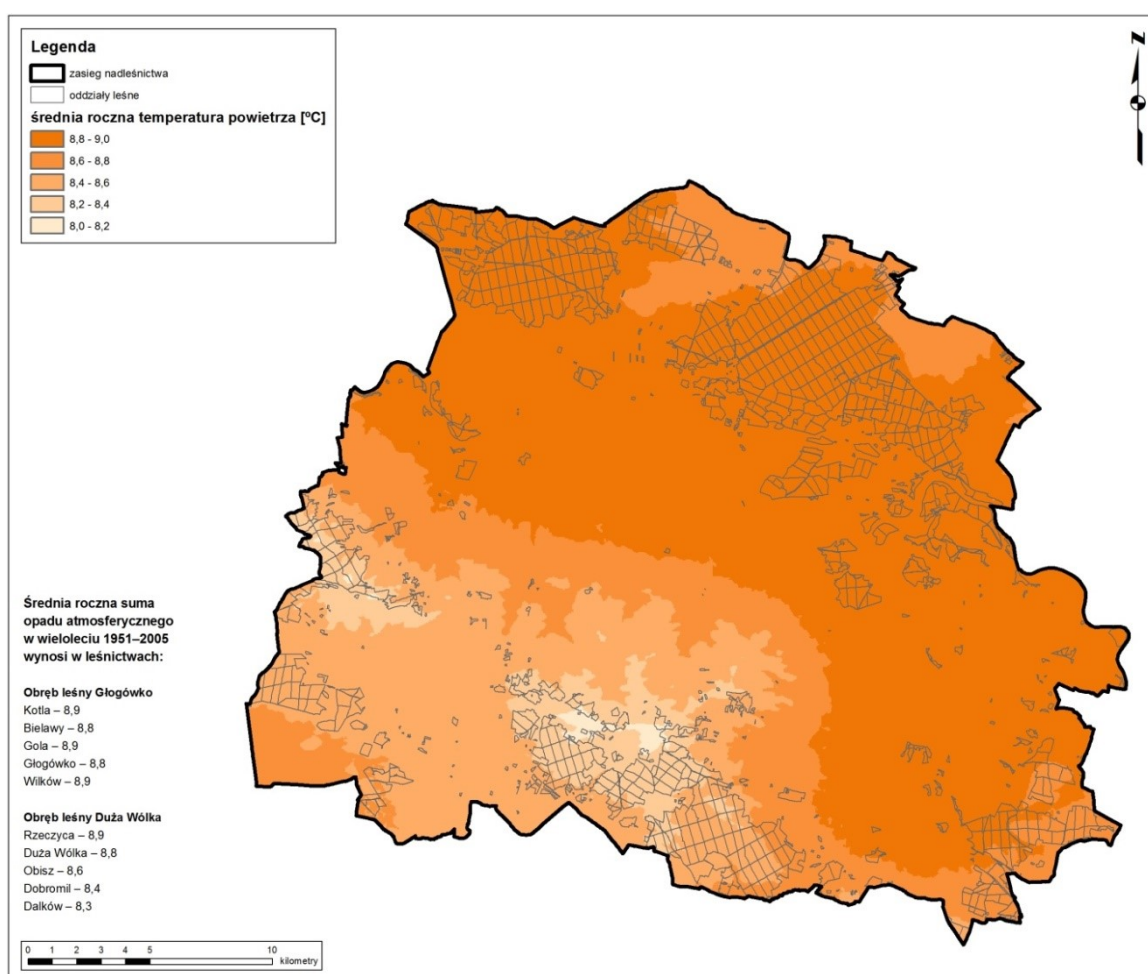 Legenda
zasieg nadleśnictwa
oddziały leśne
średnia roczna temperatura powietrza [ºC]
8,8 - 9,0
8,6 - 8,8
8,4 - 8,6
8,2 - 8,4
8,0 - 8,2
N
Średnia roczna suma
opadu atmosferycznego
w wieloleciu 1951–2005
wynosi w leśnictwach:
Obręb leśny Głogówko
Kotla – 8,9
Bielawy – 8,8
Gola – 8,9
Głogówko – 8,8
Wilków – 8,9
Obręb leśny Duża Wólka
Rzeczyca – 8,9
Duża Wólka – 8,8
Obisz – 8,6
Dobromil – 8,4
Dalków – 8,3
0 1 2 3 4 5 10
kilometry